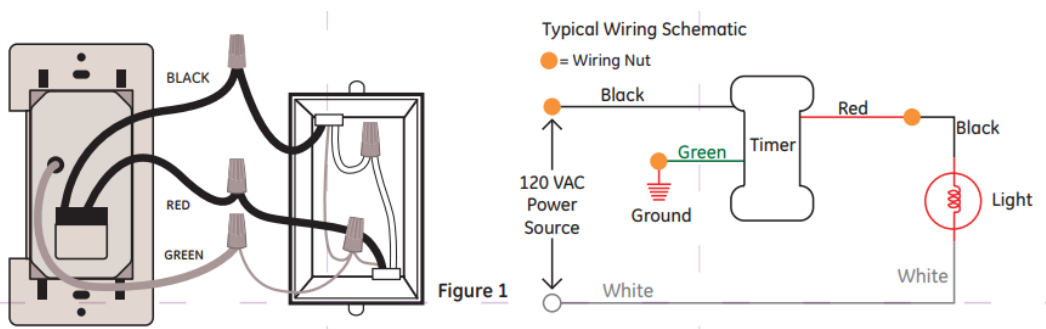 BLACK
RED
GREEN
Figure 1
Typical Wiring Schematic
= Wiring Nut
Black
Red
Black
Green
Timer
120 VAC
Power
Source
Ground
Light
White
White